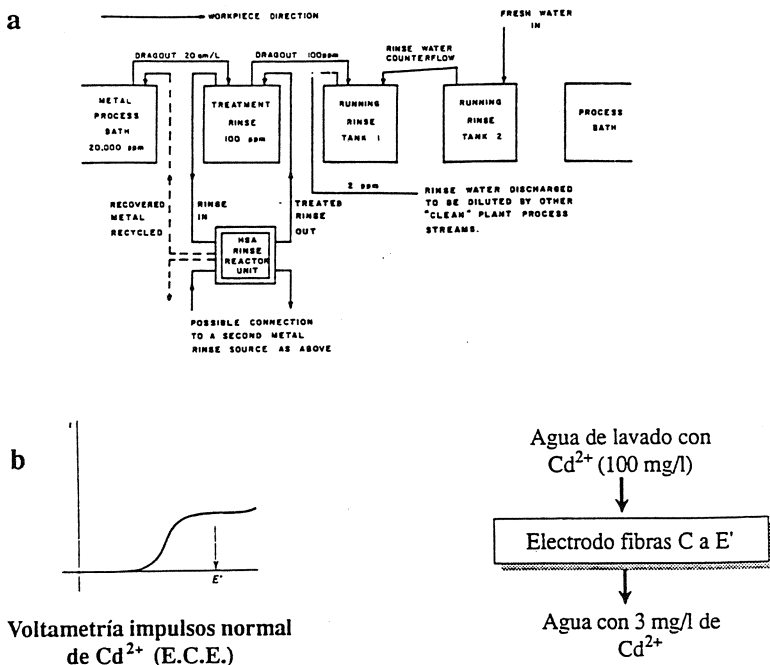 a
WORKPIECE DIRECTION
FRESH WATER
IN
DRAGOUT 20 gm/L
DRAGOUT 100ppm
RINSE WATER
COUNTERFLOW
METAL
PROCESS
BATH
20,000 ppm
TREATMENT
RINSE
100 ppm
RUNNING
RINSE
TANK 1
RUNNING
RINSE
TANK 2
PROCESS
BATH
RECOVERED
METAL
RECYCLED
RINSE
IN
TREATED
RINSE
OUT
2 ppm
RINSE WATER DISCHARGED
TO BE DILUTED BY OTHER
"CLEAN" PLANT PROCESS
STREAMS.
HSA
RINSE
REACTOR
UNIT
POSSIBLE CONNECTION
TO A SECOND METAL
RINSE SOURCE AS ABOVE
b
I
E'
Voltametría impulsos normal
de Cd²⁺ (E.C.E.)
Agua de lavado con
Cd²⁺ (100 mg/l)
Electrodo fibras C a E'
Agua con 3 mg/l de
Cd²⁺